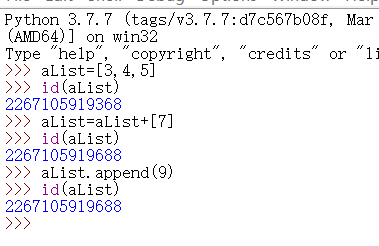 Python 3.7.7 (tags/v3.7.7:d7c567b08f, Mar
(AMD64)] on win32
Type "help", "copyright", "credits" or "li
>>> aList=[3,4,5]
>>> id(aList)
2267105919368
>>> aList=aList+[7]
>>> id(aList)
2267105919688
>>> aList.append(9)
>>> id(aList)
2267105919688
>>>